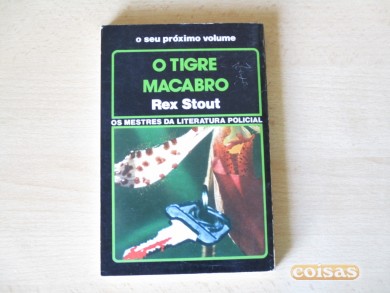 o seu próximo volume
O TIGRE
MACABRO
Rex Stout
OS MESTRES DA LITERATURA POLICIAL
coisas